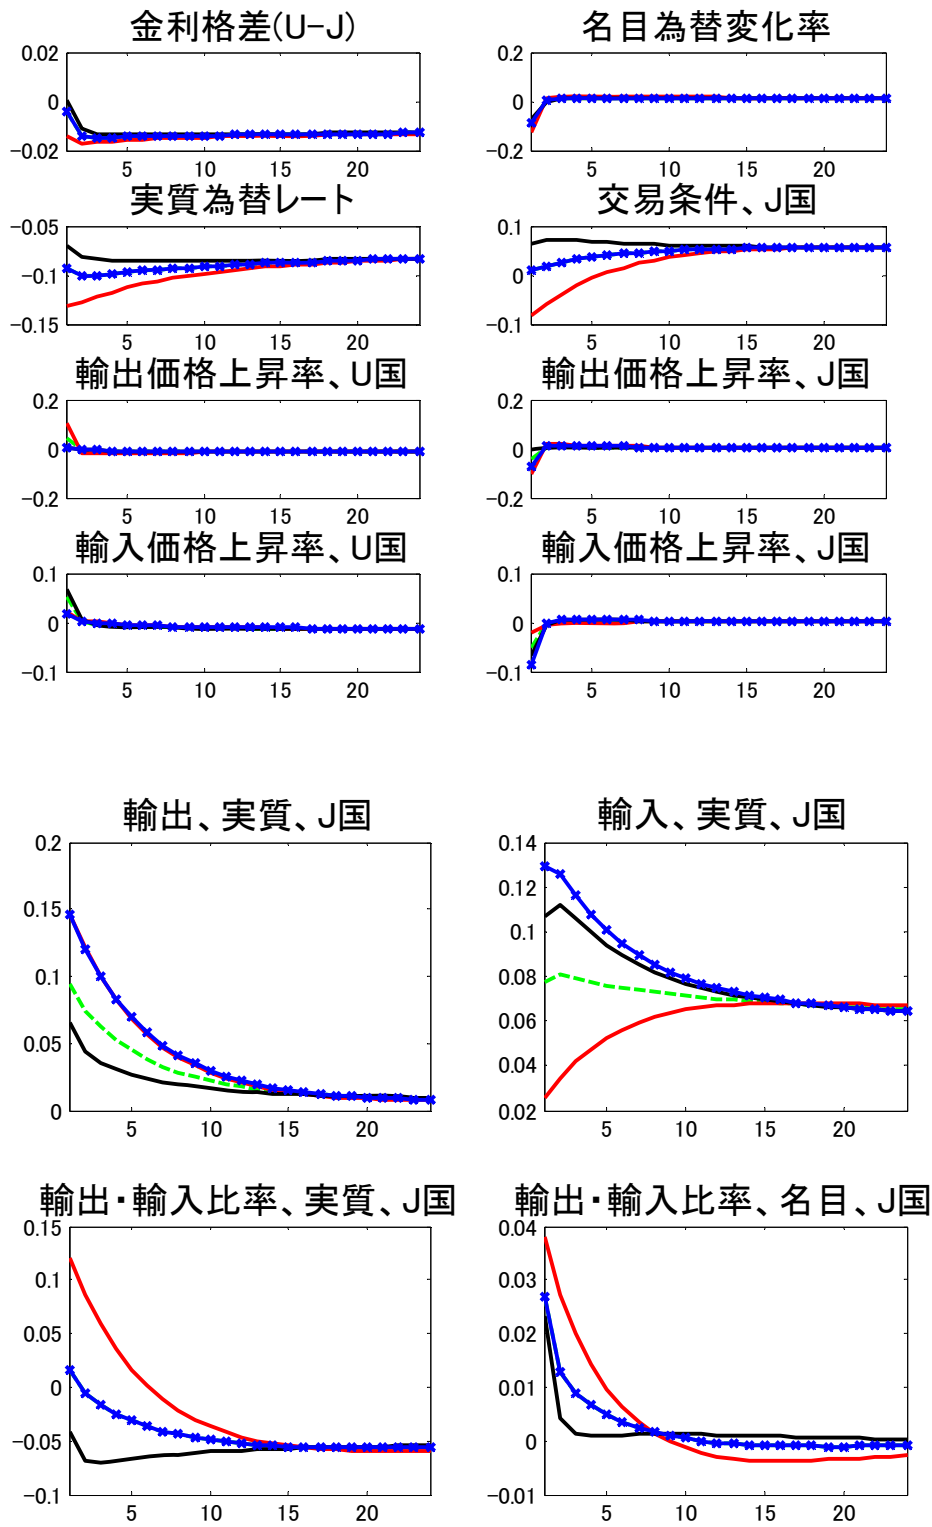 金利格差(U-J)
0.02
0
-0.02
5 10 15 20
名目為替変化率
0.2
0
-0.2
5 10 15 20
実質為替レート
-0.05
-0.1
-0.15
5 10 15 20
交易条件、J国
0.1
0
-0.1
5 10 15 20
輸出価格上昇率、U国
0.2
0
-0.2
5 10 15 20
輸出価格上昇率、J国
0.2
0
-0.2
5 10 15 20
輸入価格上昇率、U国
0.1
0
-0.1
5 10 15 20
輸入価格上昇率、J国
0.1
0
-0.1
5 10 15 20
輸出、実質、J国
0.2
0.15
0.1
0.05
0
5 10 15 20
輸入、実質、J国
0.14
0.12
0.1
0.08
0.06
0.04
0.02
5 10 15 20
輸出・輸入比率、実質、J国
0.15
0.1
0.05
0
-0.05
-0.1
5 10 15 20
輸出・輸入比率、名目、J国
0.04
0.03
0.02
0.01
0
-0.01
5 10 15 20